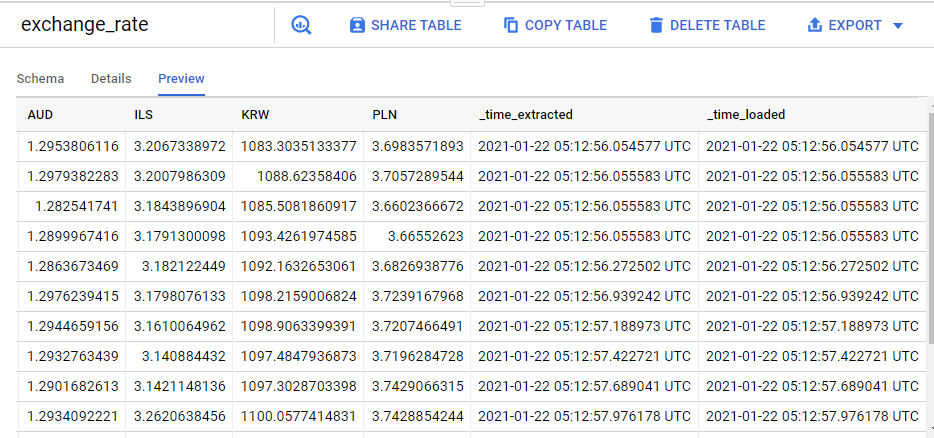 exchange_rate SHARE TABLE COPY TABLE DELETE TABLE EXPORT
Schema Details Preview
AUD ILS KRW PLN _time_extracted _time_loaded
1.2953806116 3.2067338972 1083.3035133377 3.6983571893 2021-01-22 05:12:56.054577 UTC 2021-01-22 05:12:56.054577 UTC
1.2979382283 3.2007986309 1088.62358406 3.7057289544 2021-01-22 05:12:56.055583 UTC 2021-01-22 05:12:56.055583 UTC
1.282541741 3.1843896904 1085.5081860917 3.6602366672 2021-01-22 05:12:56.055583 UTC 2021-01-22 05:12:56.055583 UTC
1.2899967416 3.1791300098 1093.4261974585 3.66552623 2021-01-22 05:12:56.055583 UTC 2021-01-22 05:12:56.055583 UTC
1.2863673469 3.182122449 1092.1632653061 3.6826938776 2021-01-22 05:12:56.272502 UTC 2021-01-22 05:12:56.272502 UTC
1.2976239415 3.1798076133 1098.2159006824 3.7239167968 2021-01-22 05:12:56.939242 UTC 2021-01-22 05:12:56.939242 UTC
1.2944659156 3.1610064962 1098.9063399391 3.7207466491 2021-01-22 05:12:57.188973 UTC 2021-01-22 05:12:57.188973 UTC
1.2932763439 3.140884432 1097.4847936873 3.7196284728 2021-01-22 05:12:57.422721 UTC 2021-01-22 05:12:57.422721 UTC
1.2901682613 3.1421148136 1097.3028703398 3.7429066315 2021-01-22 05:12:57.689041 UTC 2021-01-22 05:12:57.689041 UTC
1.2934092221 3.2620638456 1100.0577414831 3.7428854244 2021-01-22 05:12:57.976178 UTC 2021-01-22 05:12:57.976178 UTC